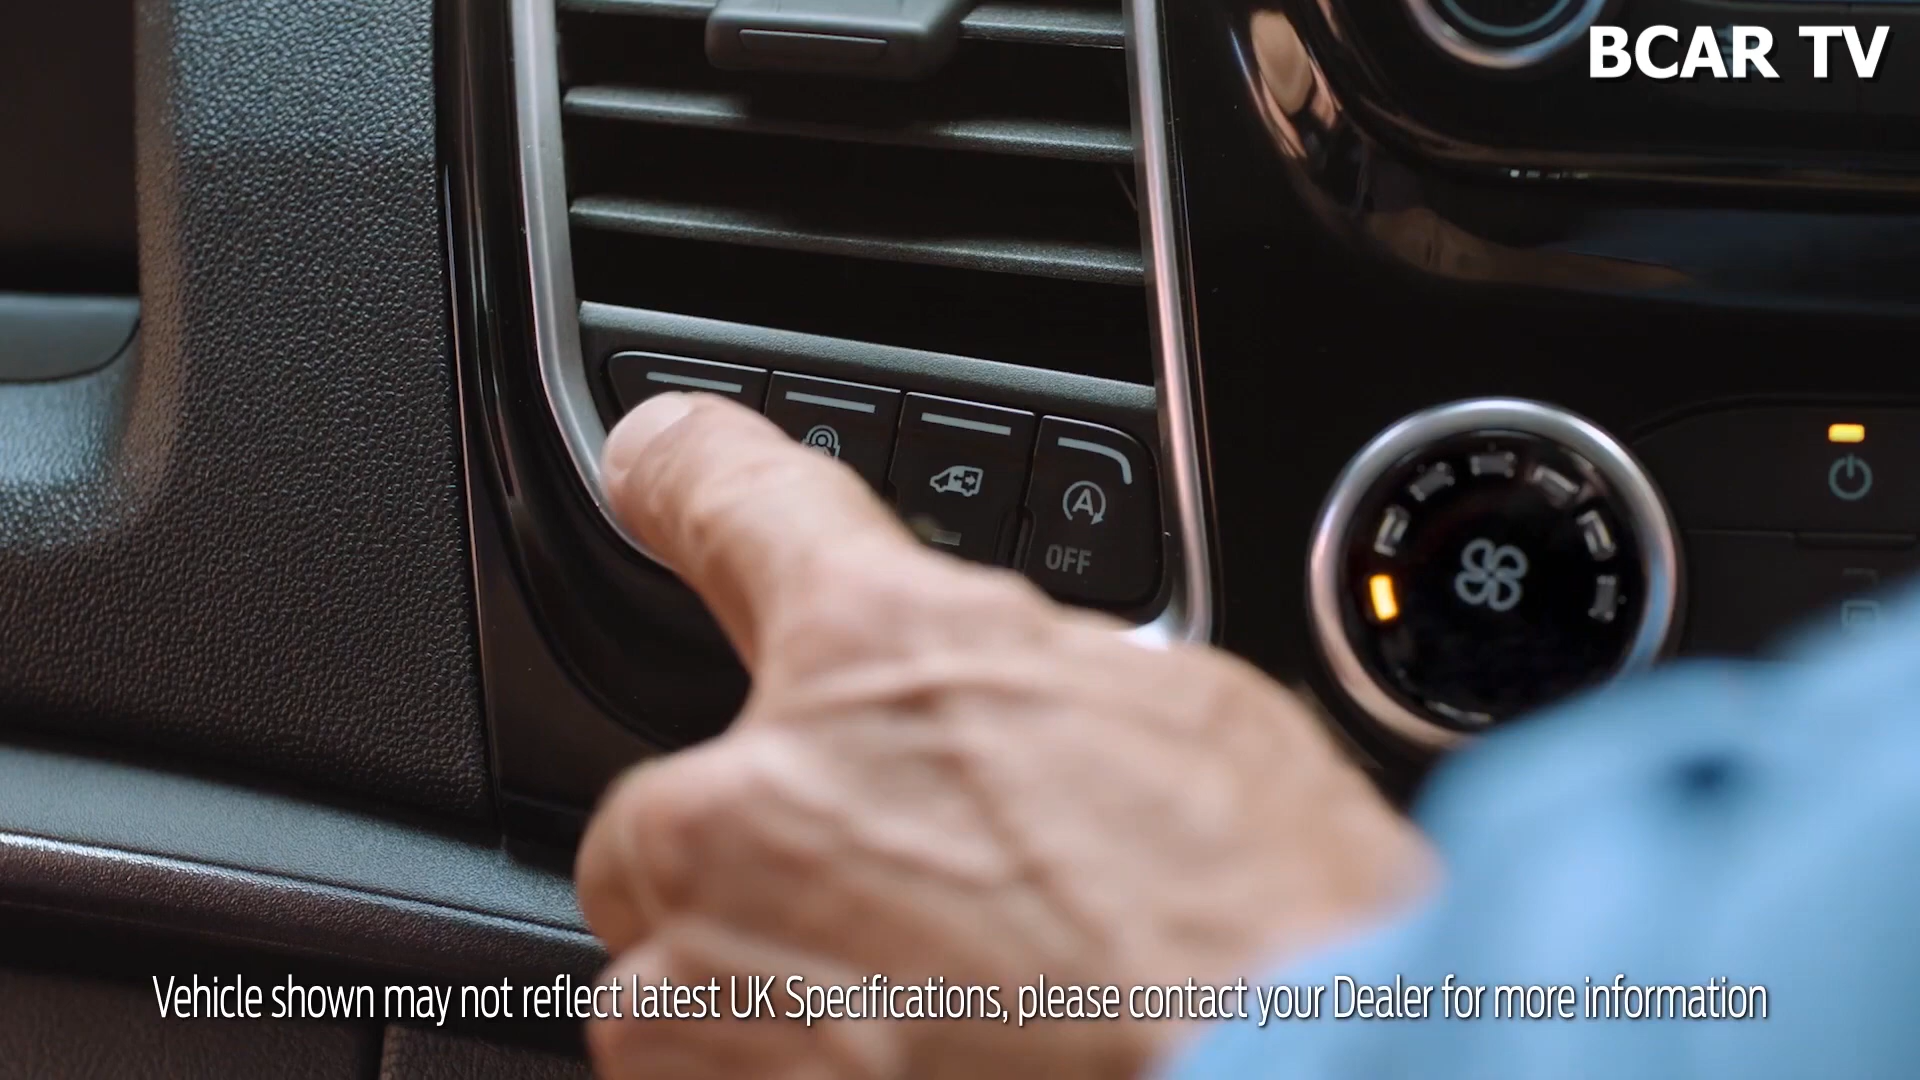 BCAR TV
A
OFF
Vehicle shown may not reflect latest UK Specifications, please contact your Dealer for more information